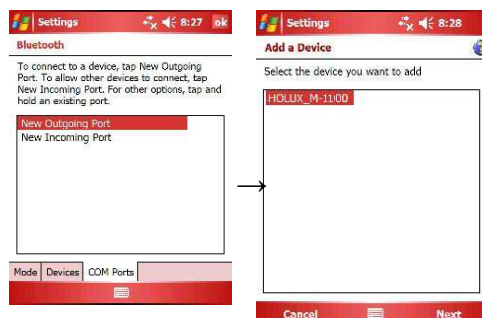 Settings 8:27 ok
Bluetooth
To connect to a device, tap New Outgoing
Port. To allow other devices to connect, tap
New Incoming Port. For other options, tap and
hold an existing port.
New Outgoing Port
New Incoming Port
Mode Devices COM Ports
→
Settings 8:28
Add a Device
Select the device you want to add
HOLUX_M-1100
Cancel Next